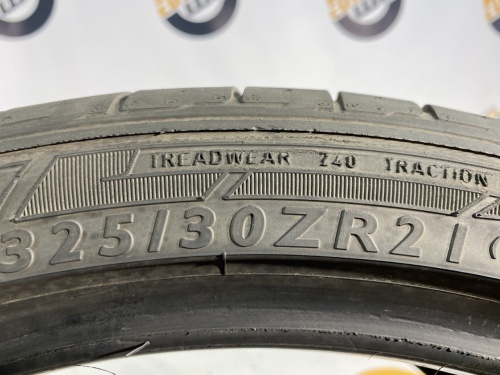 TREADWEAR 240 TRACTION
325/30ZR21 (